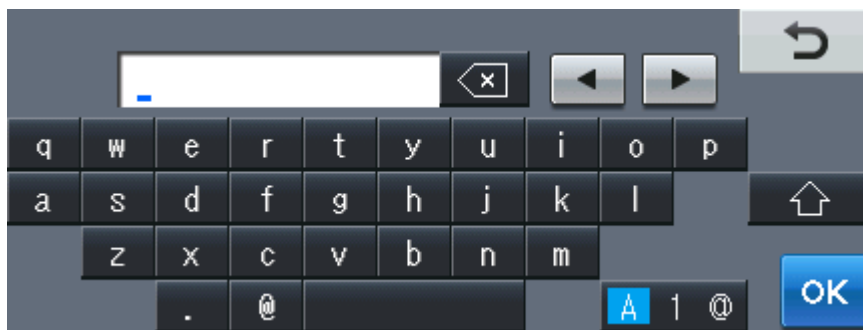 q w e r t y u i o p
a s d f g h j k l
z x c v b n m
. @ A 1 @
OK